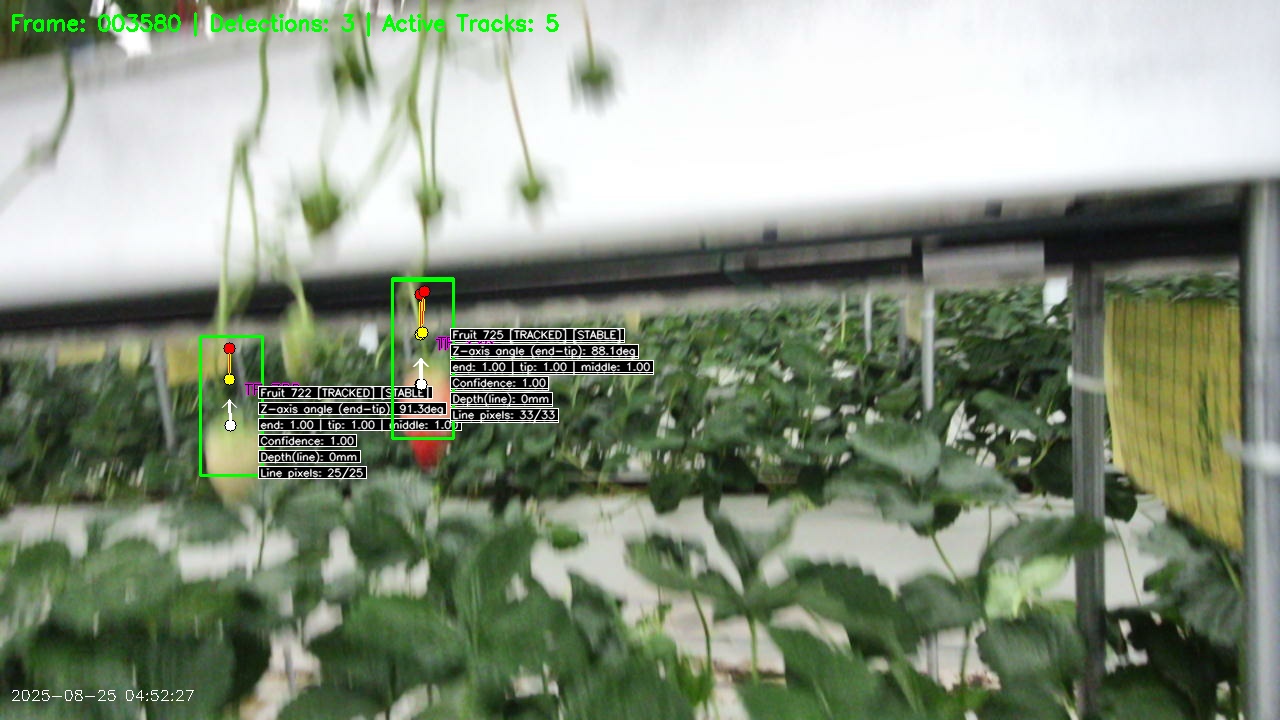 Frame: 003580 | Detections: 3 | Active Tracks: 5
Fruit 725 [TRACKED] [STABLE]
Z-axis angle (end-tip): 88.1deg
end: 1.00 | tip: 1.00 | middle: 1.00
Confidence: 1.00
Depth(line): 0mm
Line pixels: 33/33
Fruit 722 [TRACKED] [STABLE]
Z-axis angle (end-tip): 91.3deg
end: 1.00 | tip: 1.00 | middle: 1.00
Confidence: 1.00
Depth(line): 0mm
Line pixels: 25/25
2025-08-25 04:52:27